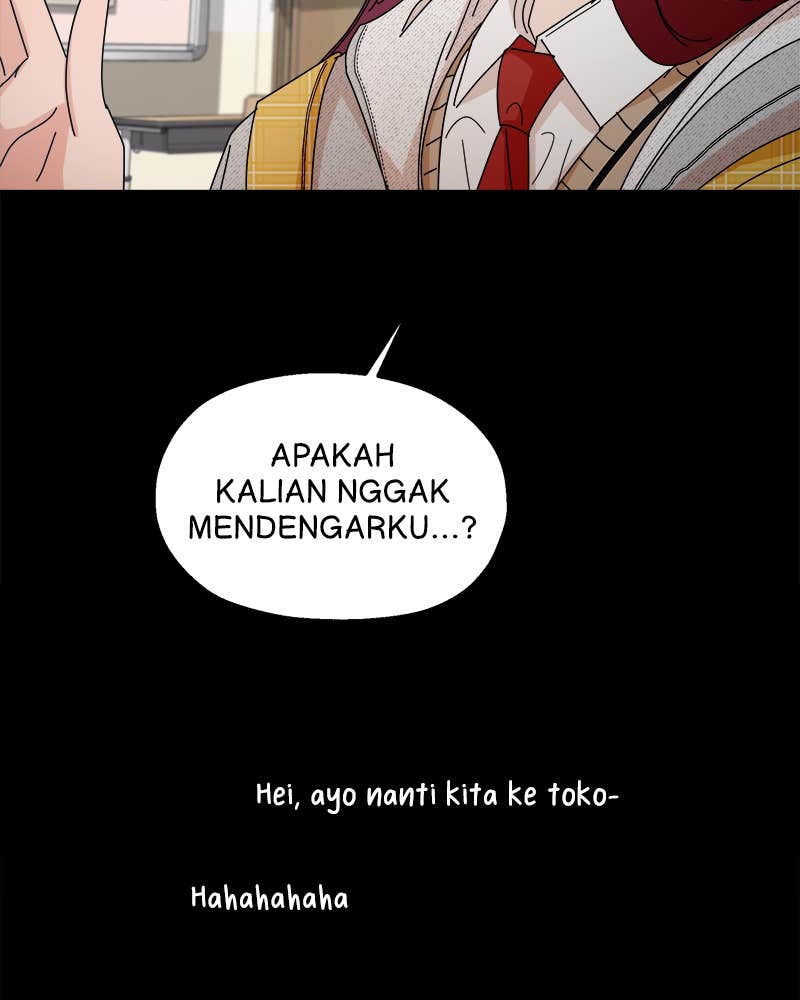 APAKAH
KALIAN NGGAK
MENDENGARKU...?
Hei, ayo nanti kita ke toko-
Hahahahaha